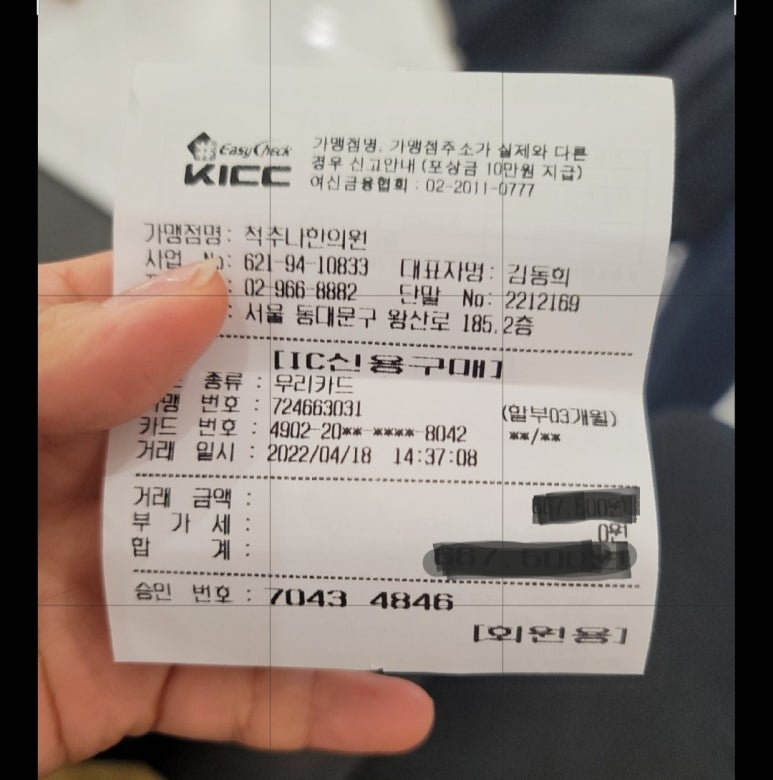 EasyCheck
KICC
가맹점명, 가맹점주소가 실제와 다른
경우 신고안내 (포상금 10만원 지급)
여신금융협회 : 02-2011-0777
가맹점명: 척추나한의원
사업 No: 621-94-10833 대표자명: 김동희
: 02-966-8882 단말 No: 2212169
: 서울 동대문구 왕산로 185,2층
[IC신용구매]
종류 : 우리카드
번호 : 724663031 (할부03개월)
카드 번호 : 4902-20**-****-8042 **/**
거래 일시 : 2022/04/18 14:37:08
거래 금액 :
부 가 세 : 0원
합 계 :
승인 번호 : 7043 4846
[회원용]